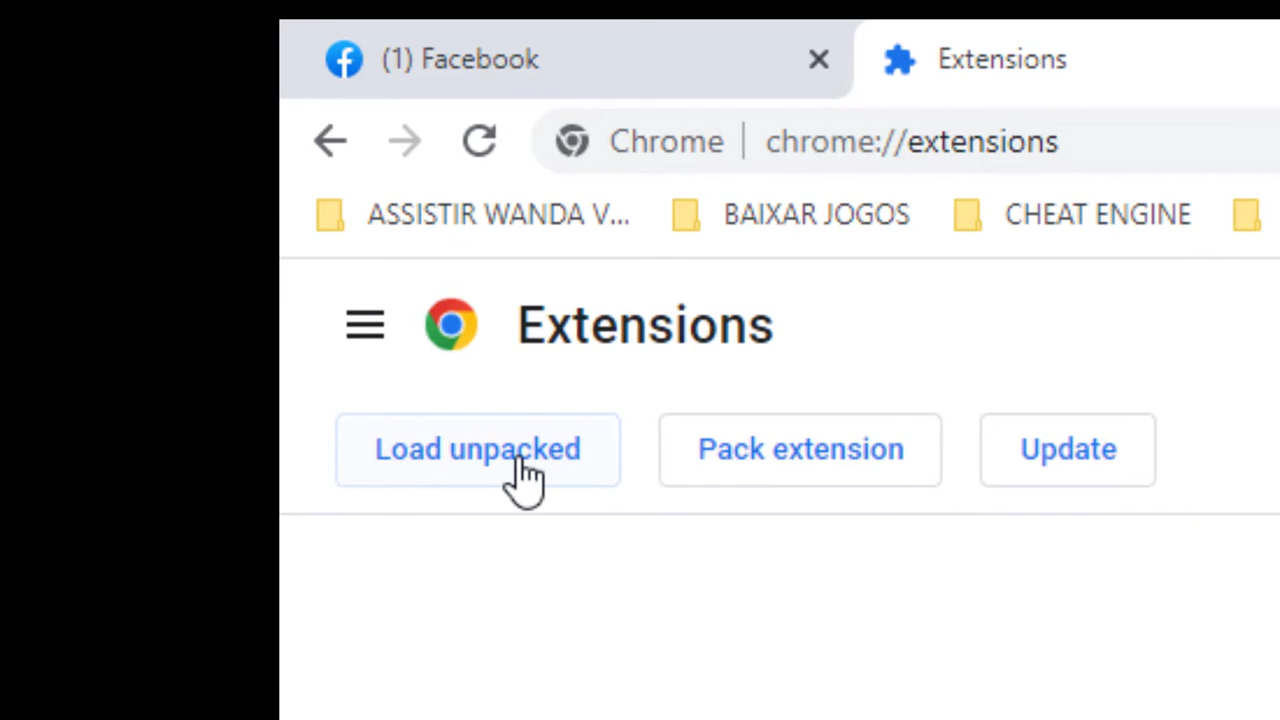 (1) Facebook
Extensions
Chrome
chrome://extensions
ASSISTIR WANDA V...
BAIXAR JOGOS
CHEAT ENGINE
Extensions
Load unpacked
Pack extension
Update